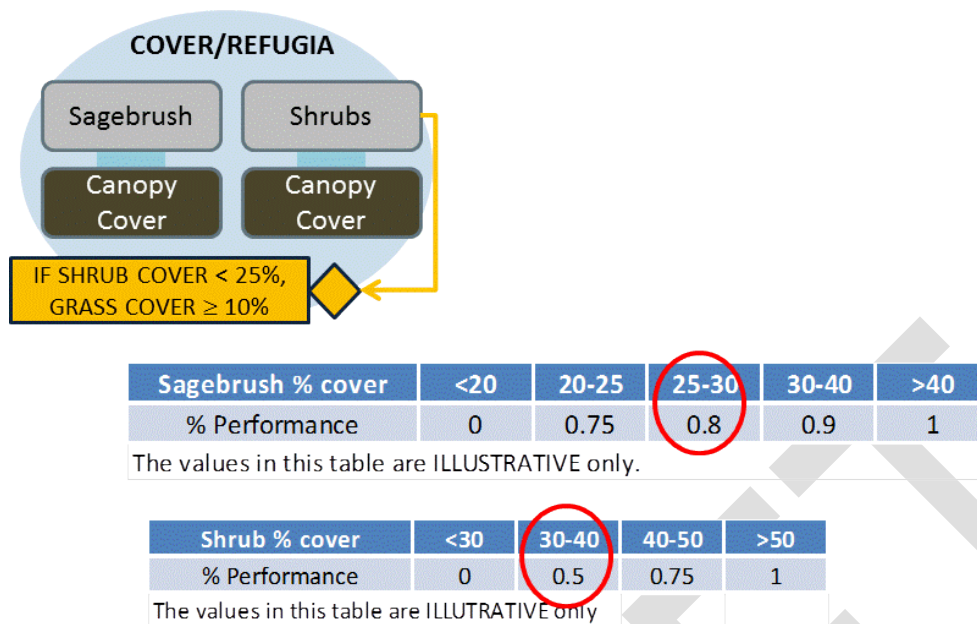 COVER/REFUGIA
Sagebrush Shrubs
Canopy Canopy
Cover Cover
IF SHRUB COVER < 25%,
GRASS COVER ≥ 10%
Sagebrush % cover <20 20-25 25-30 30-40 >40
% Performance 0 0.75 0.8 0.9 1
The values in this table are ILLUSTRATIVE only.
Shrub % cover <30 30-40 40-50 >50
% Performance 0 0.5 0.75 1
The values in this table are ILLUTRATIVE only